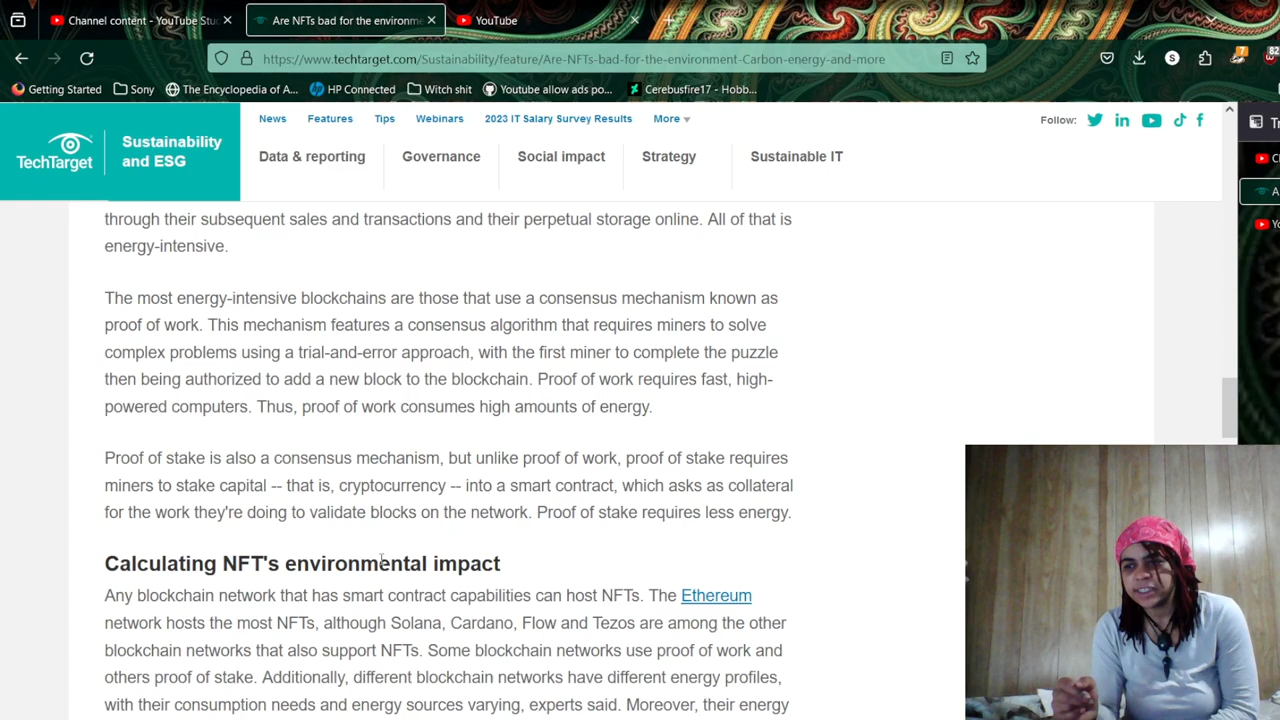 Channel content - YouTube Stu
Are NFTs bad for the environme
YouTube
https://www.techtarget.com/Sustainability/feature/Are-NFTs-bad-for-the-environment-Carbon-energy-and-more
S
7
82
Getting Started
Sony
The Encyclopedia of A...
HP Connected
Witch shit
Youtube allow ads po...
Cerebusfire17 - Hobb...
TechTarget
Sustainability
and ESG
News
Features
Tips
Webinars
2023 IT Salary Survey Results
More
Follow:
Data & reporting
Governance
Social impact
Strategy
Sustainable IT
Tr
C
A
Yo
through their subsequent sales and transactions and their perpetual storage online. All of that is
energy-intensive.
The most energy-intensive blockchains are those that use a consensus mechanism known as
proof of work. This mechanism features a consensus algorithm that requires miners to solve
complex problems using a trial-and-error approach, with the first miner to complete the puzzle
then being authorized to add a new block to the blockchain. Proof of work requires fast, high-
powered computers. Thus, proof of work consumes high amounts of energy.
Proof of stake is also a consensus mechanism, but unlike proof of work, proof of stake requires
miners to stake capital -- that is, cryptocurrency -- into a smart contract, which asks as collateral
for the work they're doing to validate blocks on the network. Proof of stake requires less energy.
Calculating NFT's environmental impact
Any blockchain network that has smart contract capabilities can host NFTs. The Ethereum
network hosts the most NFTs, although Solana, Cardano, Flow and Tezos are among the other
blockchain networks that also support NFTs. Some blockchain networks use proof of work and
others proof of stake. Additionally, different blockchain networks have different energy profiles,
with their consumption needs and energy sources varying, experts said. Moreover, their energy